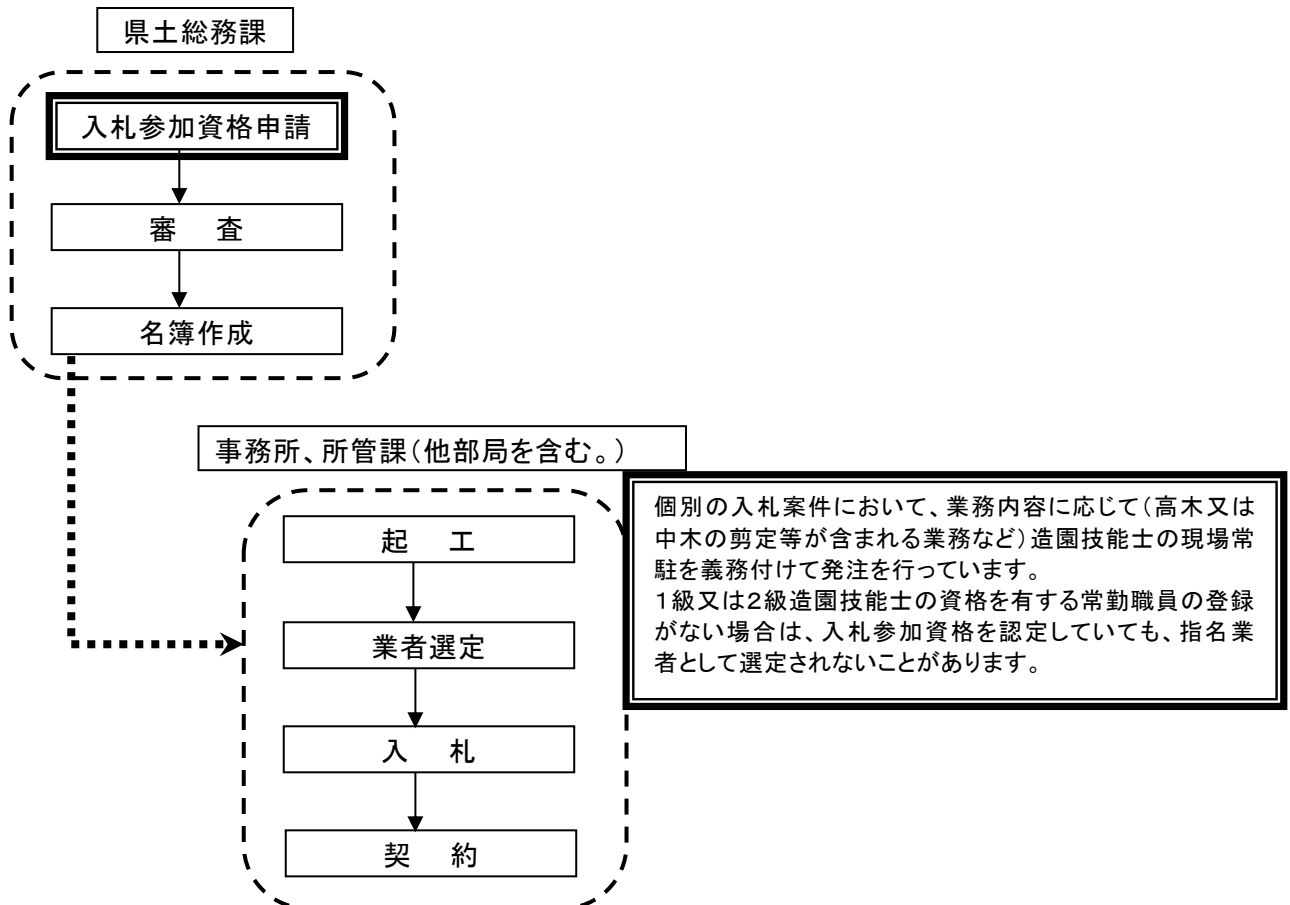 県土総務課
入札参加資格申請
審　査
名簿作成
事務所、所管課(他部局を含む。)
起　工
業者選定
入　札
契　約
個別の入札案件において、業務内容に応じて(高木又は
中木の剪定等が含まれる業務など)造園技能士の現場常
駐を義務付けて発注を行っています。
1級又は2級造園技能士の資格を有する常勤職員の登録
がない場合は、入札参加資格を認定していても、指名業
者として選定されないことがあります。